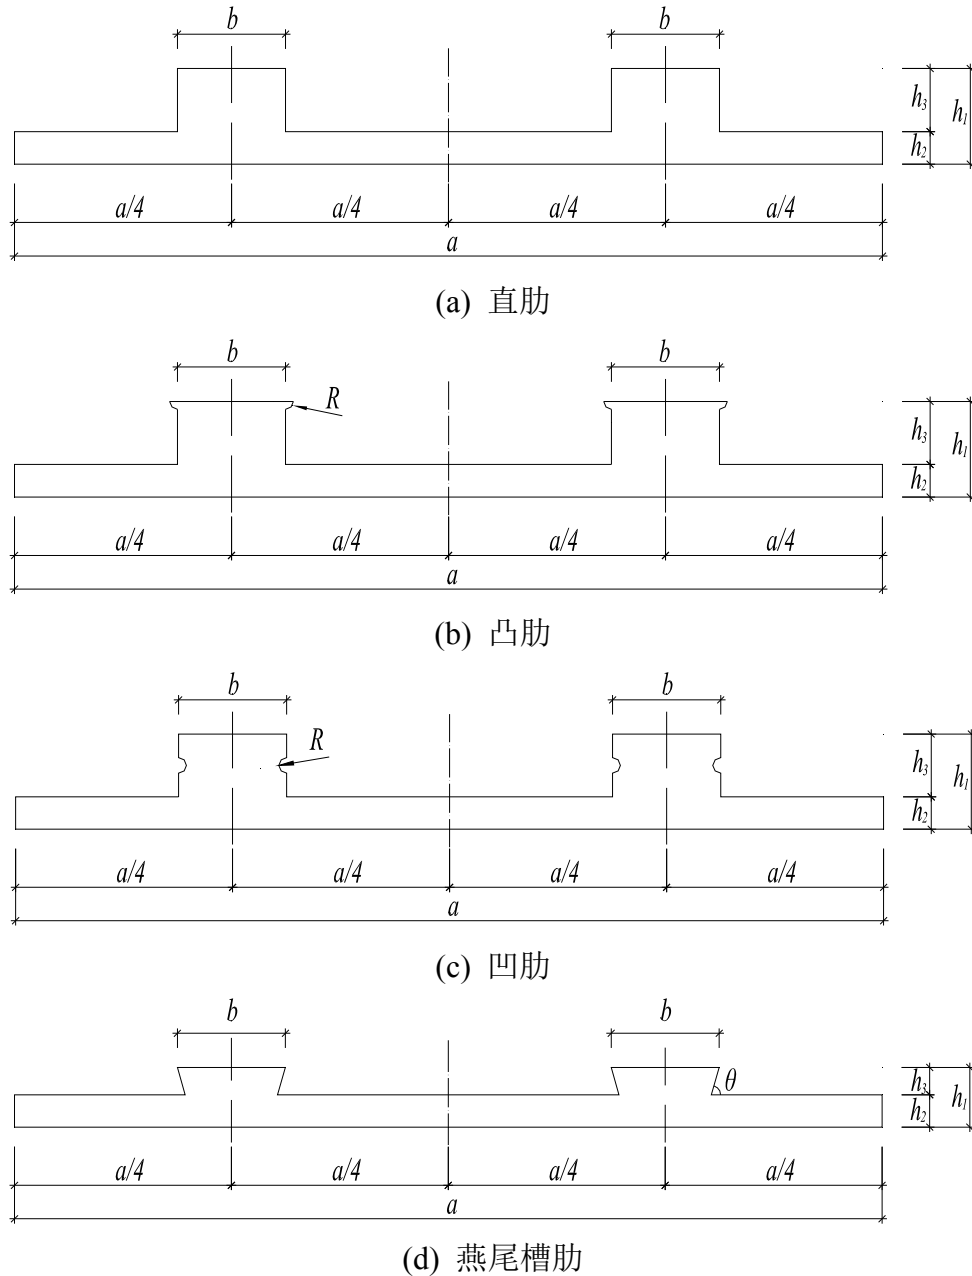 b b
h₃ h₁
h₂
a/4 a/4 a/4 a/4
a
(a) 直肋
b b
R
h₃ h₁
h₂
a/4 a/4 a/4 a/4
a
(b) 凸肋
b b
R
h₃ h₁
h₂
a/4 a/4 a/4 a/4
a
(c) 凹肋
b b
θ h₃ h₁
h₂
a/4 a/4 a/4 a/4
a
(d) 燕尾槽肋